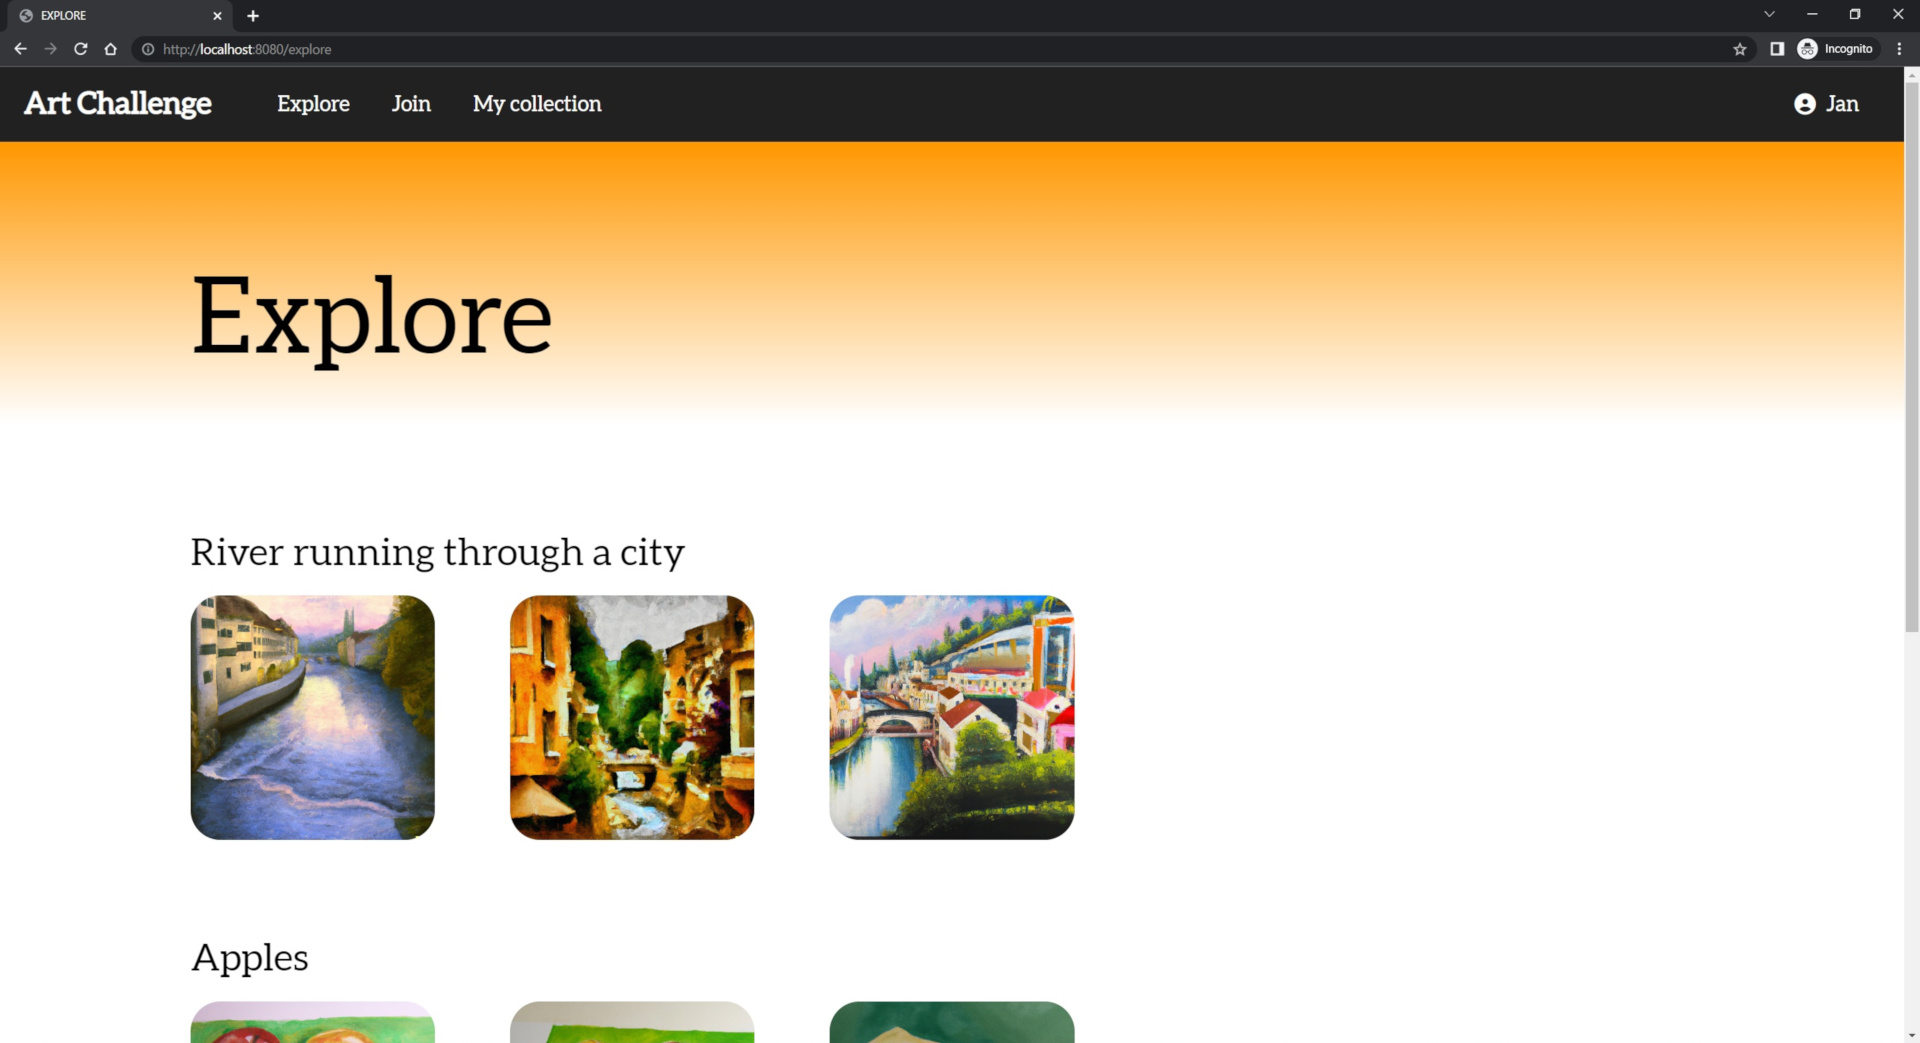 EXPLORE
http://localhost:8080/explore
Incognito
Art Challenge Explore Join My collection Jan
Explore
River running through a city
Apples